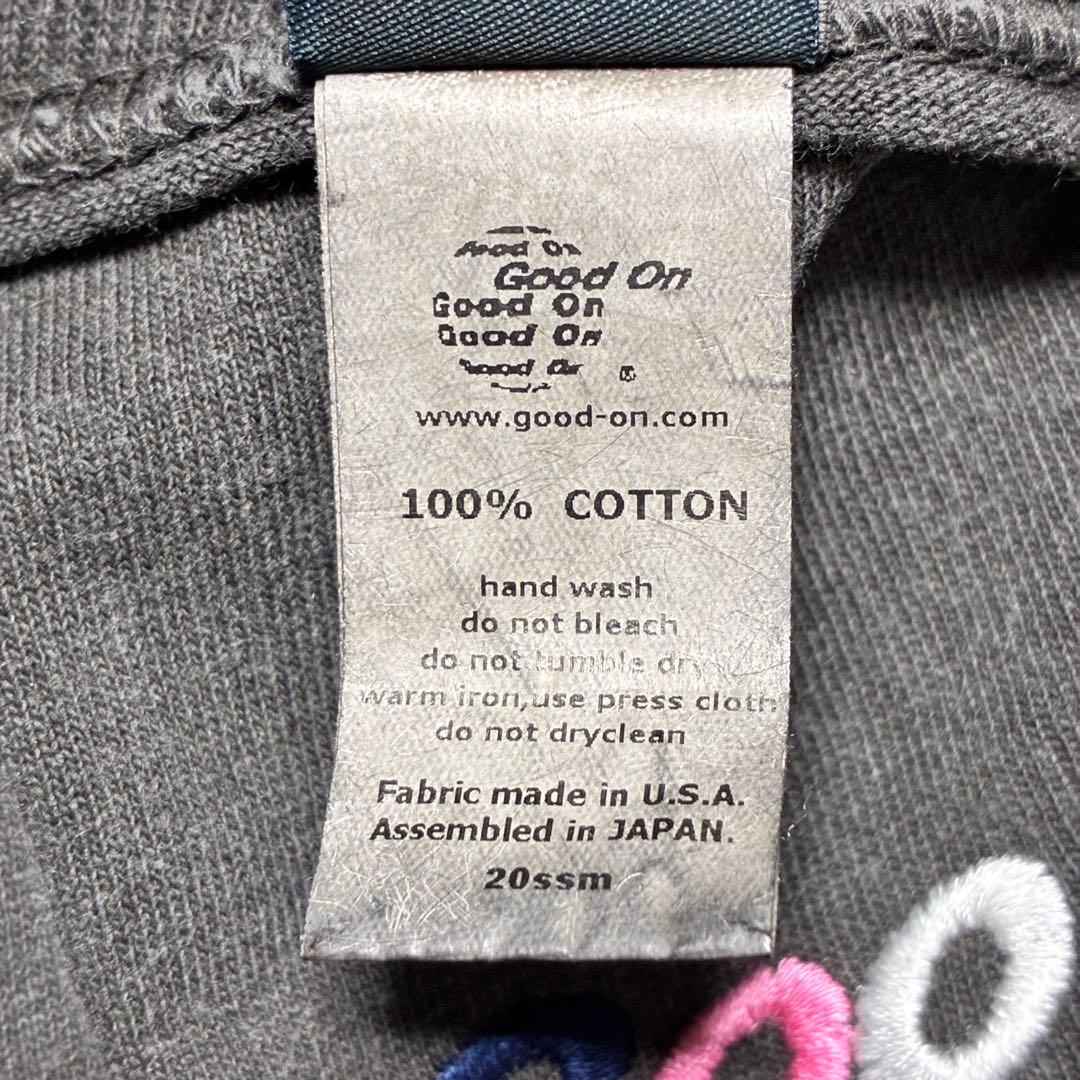 Good On
Good On
Good On
Good On
Good On
www.good-on.com
100% COTTON
hand wash
do not bleach
do not tumble dry
warm iron,use press cloth
do not dryclean
Fabric made in U.S.A.
Assembled in JAPAN.
20ssm